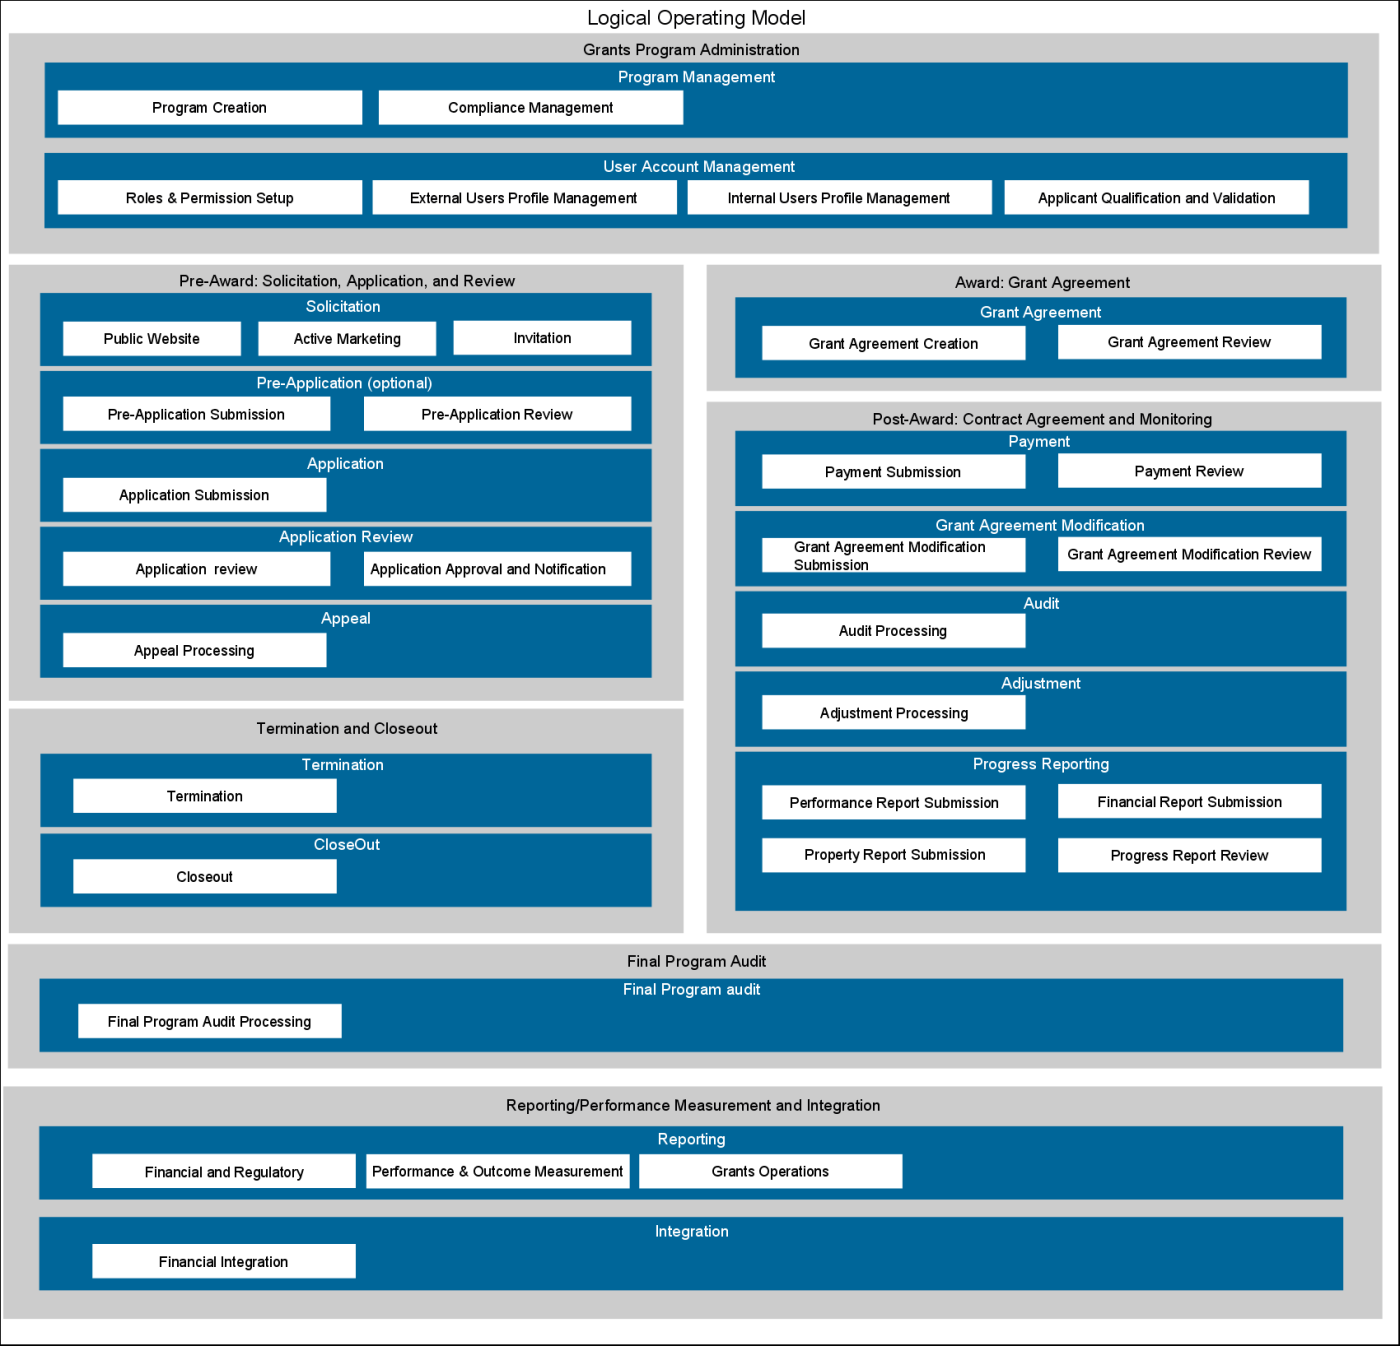 Logical Operating Model
Grants Program Administration
Program Management
Program Creation
Compliance Management
User Account Management
Roles & Permission Setup
External Users Profile Management
Internal Users Profile Management
Applicant Qualification and Validation
Pre-Award: Solicitation, Application, and Review
Solicitation
Public Website
Active Marketing
Invitation
Pre-Application (optional)
Pre-Application Submission
Pre-Application Review
Application
Application Submission
Application Review
Application review
Application Approval and Notification
Appeal
Appeal Processing
Award: Grant Agreement
Grant Agreement
Grant Agreement Creation
Grant Agreement Review
Post-Award: Contract Agreement and Monitoring
Payment
Payment Submission
Payment Review
Grant Agreement Modification
Grant Agreement Modification
Submission
Grant Agreement Modification Review
Audit
Audit Processing
Adjustment
Adjustment Processing
Progress Reporting
Performance Report Submission
Financial Report Submission
Property Report Submission
Progress Report Review
Termination and Closeout
Termination
Termination
CloseOut
Closeout
Final Program Audit
Final Program audit
Final Program Audit Processing
Reporting/Performance Measurement and Integration
Reporting
Financial and Regulatory
Performance & Outcome Measurement
Grants Operations
Integration
Financial Integration